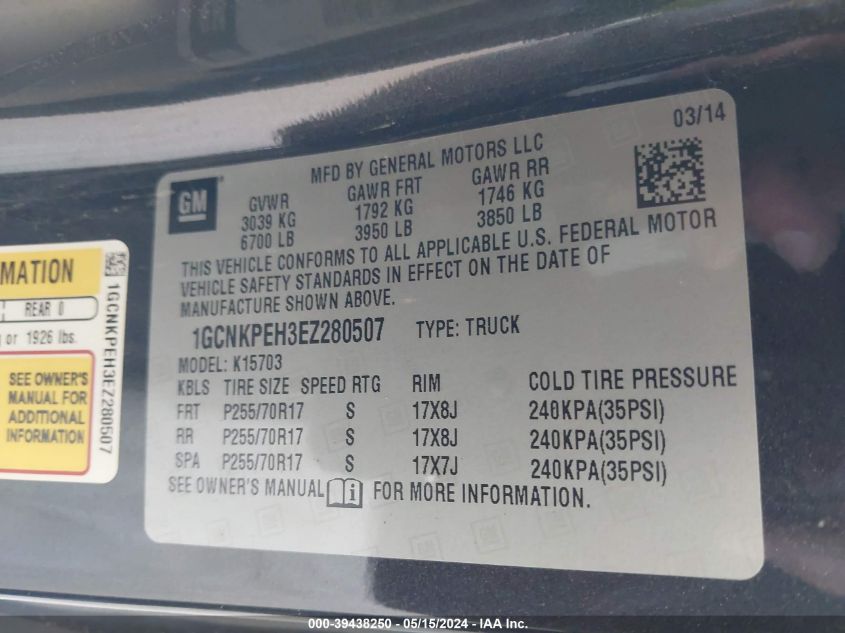 03/14
MFD BY GENERAL MOTORS LLC
GM
GVWR GAWR FRT GAWR RR
3039 KG 1792 KG 1746 KG
6700 LB 3950 LB 3850 LB
THIS VEHICLE CONFORMS TO ALL APPLICABLE U.S. FEDERAL MOTOR
VEHICLE SAFETY STANDARDS IN EFFECT ON THE DATE OF
MANUFACTURE SHOWN ABOVE.
1GCNKPEH3EZ280507 TYPE: TRUCK
MODEL: K15703
KBLS TIRE SIZE SPEED RTG RIM COLD TIRE PRESSURE
FRT P255/70R17 S 17X8J 240KPA(35PSI)
RR P255/70R17 S 17X8J 240KPA(35PSI)
SPA P255/70R17 S 17X7J 240KPA(35PSI)
SEE OWNER'S MANUAL FOR MORE INFORMATION.
MATION
REAR 0
or 1926 lbs.
SEE OWNER'S
MANUAL FOR
ADDITIONAL
INFORMATION
1GCNKPEH3EZ280507
000-39438250 - 05/15/2024 - IAA Inc.